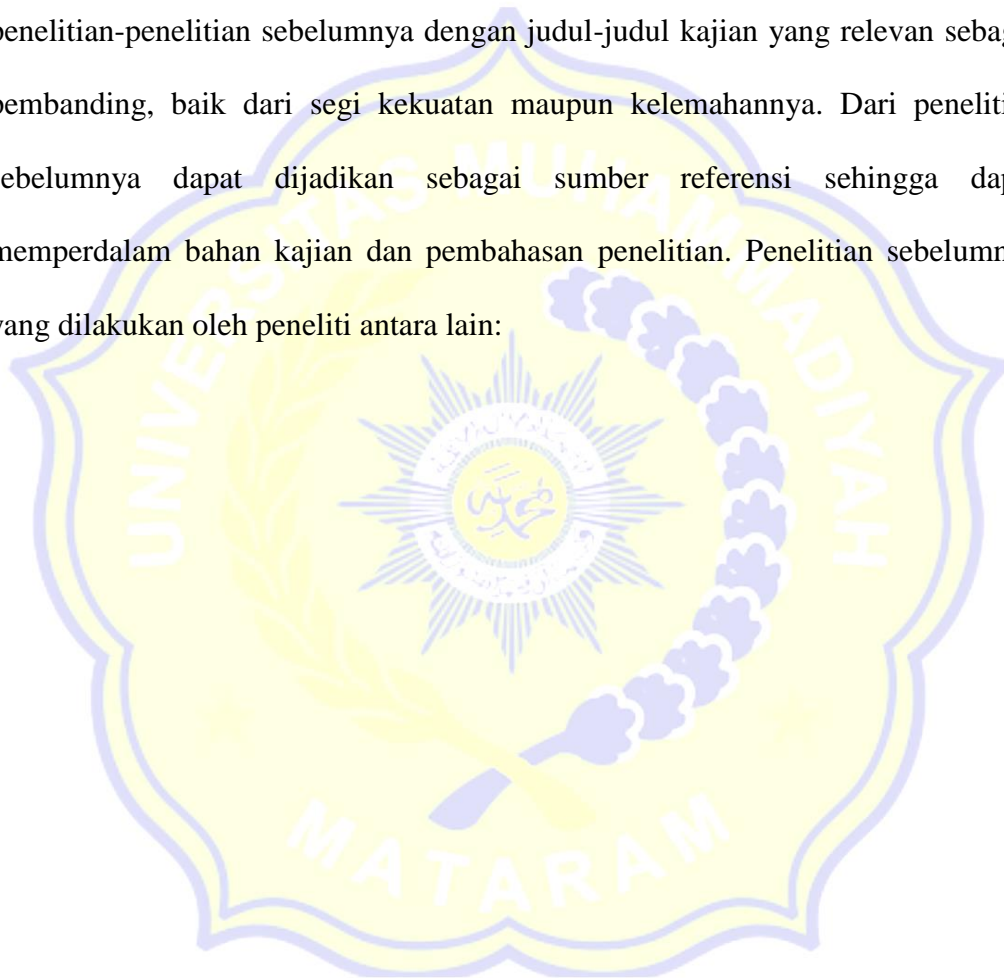 penelitian-penelitian sebelumnya dengan judul-judul kajian yang relevan sebag
pembanding, baik dari segi kekuatan maupun kelemahannya. Dari peneliti
sebelumnya dapat dijadikan sebagai sumber referensi sehingga dap
memperdalam bahan kajian dan pembahasan penelitian. Penelitian sebelumn
yang dilakukan oleh peneliti antara lain:
UNIVERSITAS MUHAMMADIYAH
محمد
MATARAM